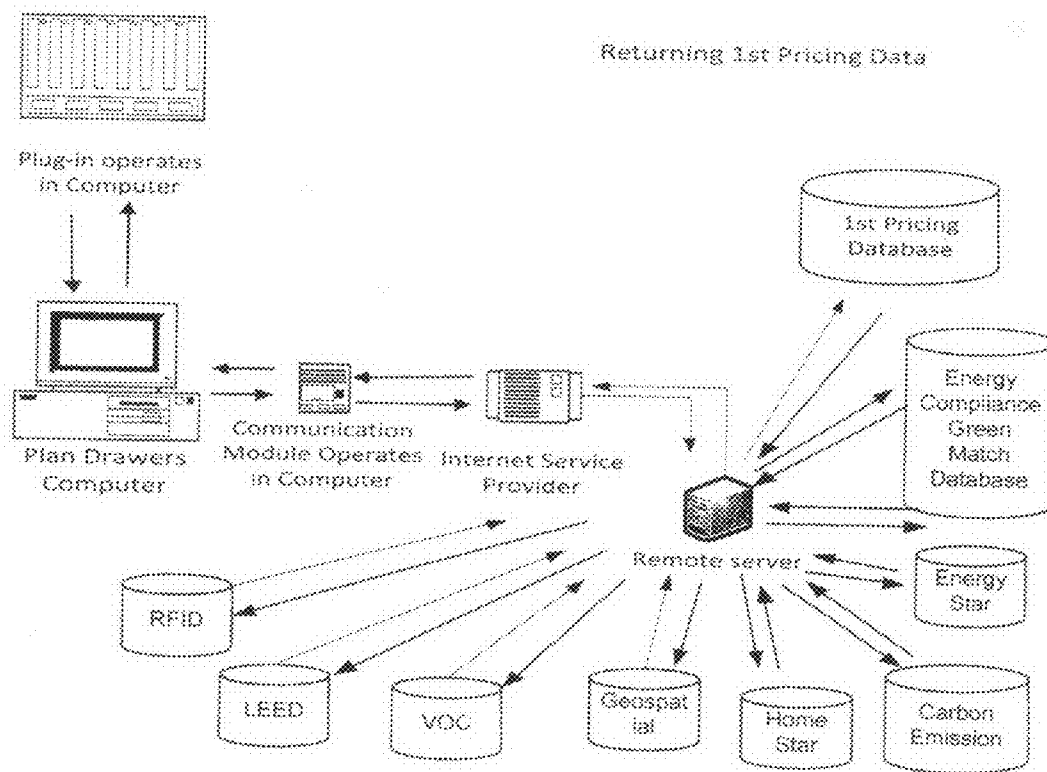 Returning 1st Pricing Data
Plug-in operates
in Computer
1st Pricing
Database
Energy
Compliance
Green
Match
Database
Plan Drawers
Computer
Communication
Module Operates
in Computer
Internet Service
Provider
Remote server
Energy
Star
RFID
LEED
VOC
Geospat
ial
Home
Star
Carbon
Emission